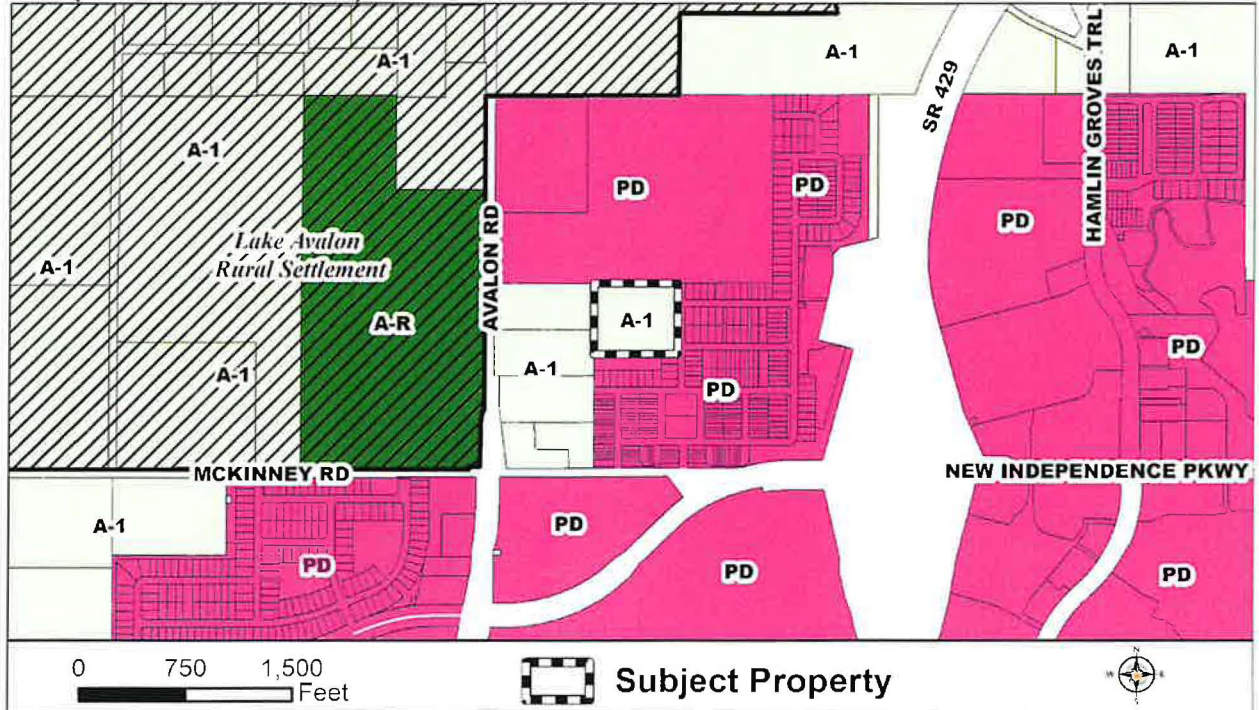 A-1
A-1
A-1
SR 429
HAMLIN GROVES TRL
A-1
PD
PD
PD
AVALON RD
Lake Avalon
Rural Settlement
A-1
A-R
A-1
A-1
PD
A-1
A-1
PD
MCKINNEY RD
NEW INDEPENDENCE PKWY
A-1
PD
PD
PD
PD
0 750 1,500
Feet
Subject Property
N
W E
S